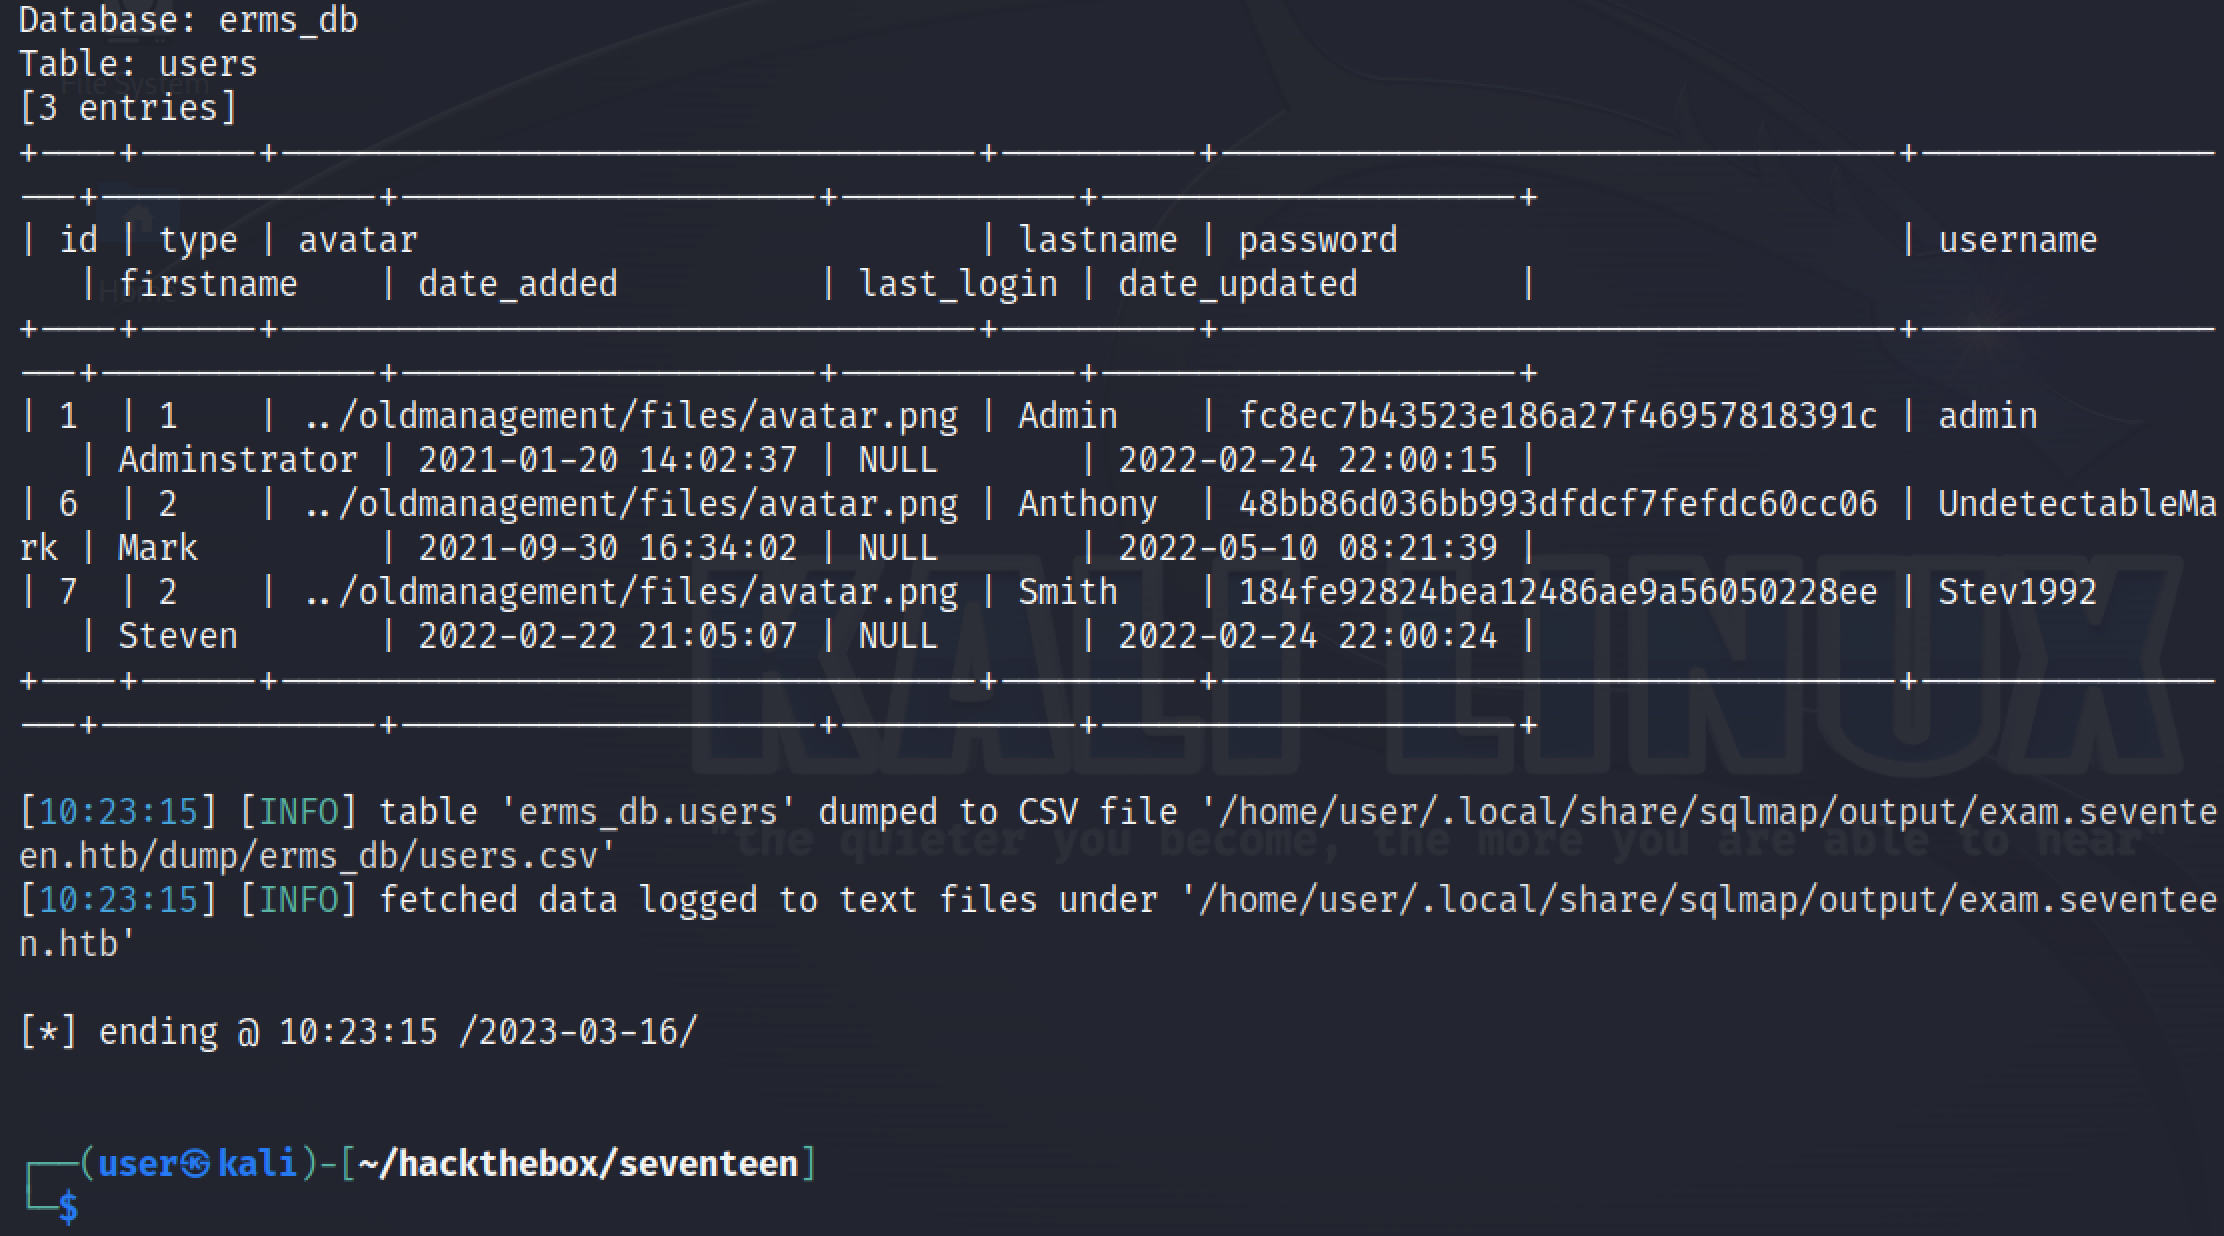 Database: erms_db
Table: users
[3 entries]
+----+------+-----------------------------------+----------+----------------------------------+---------------
---+--------------+---------------------+------------+---------------------+
| id | type | avatar                            | lastname | password                         | username
   | firstname    | date_added          | last_login | date_updated        |
+----+------+-----------------------------------+----------+----------------------------------+---------------
---+--------------+---------------------+------------+---------------------+
| 1  | 1    | ../oldmanagement/files/avatar.png | Admin    | fc8ec7b43523e186a27f46957818391c | admin
   | Adminstrator | 2021-01-20 14:02:37 | NULL       | 2022-02-24 22:00:15 |
| 6  | 2    | ../oldmanagement/files/avatar.png | Anthony  | 48bb86d036bb993dfdcf7fefdc60cc06 | UndetectableMa
rk | Mark         | 2021-09-30 16:34:02 | NULL       | 2022-05-10 08:21:39 |
| 7  | 2    | ../oldmanagement/files/avatar.png | Smith    | 184fe92824bea12486ae9a56050228ee | Stev1992
   | Steven       | 2022-02-22 21:05:07 | NULL       | 2022-02-24 22:00:24 |
+----+------+-----------------------------------+----------+----------------------------------+---------------
---+--------------+---------------------+------------+---------------------+
[10:23:15] [INFO] table 'erms_db.users' dumped to CSV file '/home/user/.local/share/sqlmap/output/exam.sevente
en.htb/dump/erms_db/users.csv'
[10:23:15] [INFO] fetched data logged to text files under '/home/user/.local/share/sqlmap/output/exam.seventee
n.htb'
[*] ending @ 10:23:15 /2023-03-16/
┌──(user㉿kali)-[~/hackthebox/seventeen]
└─$
File System
KALI LINUX
"the quieter you become, the more you are able to hear"